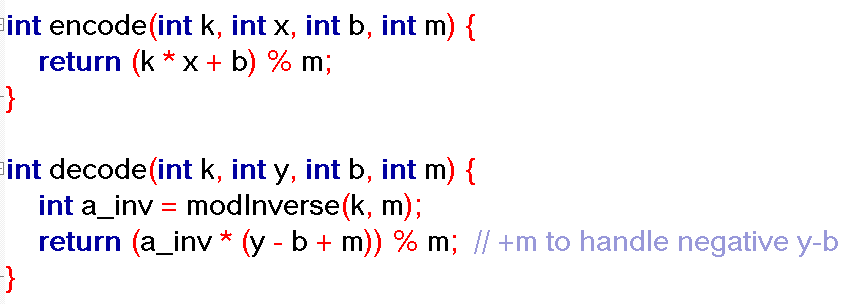 int encode(int k, int x, int b, int m) {
return (k * x + b) % m;
}
int decode(int k, int y, int b, int m) {
int a_inv = modInverse(k, m);
return (a_inv * (y - b + m)) % m;  // +m to handle negative y-b
}